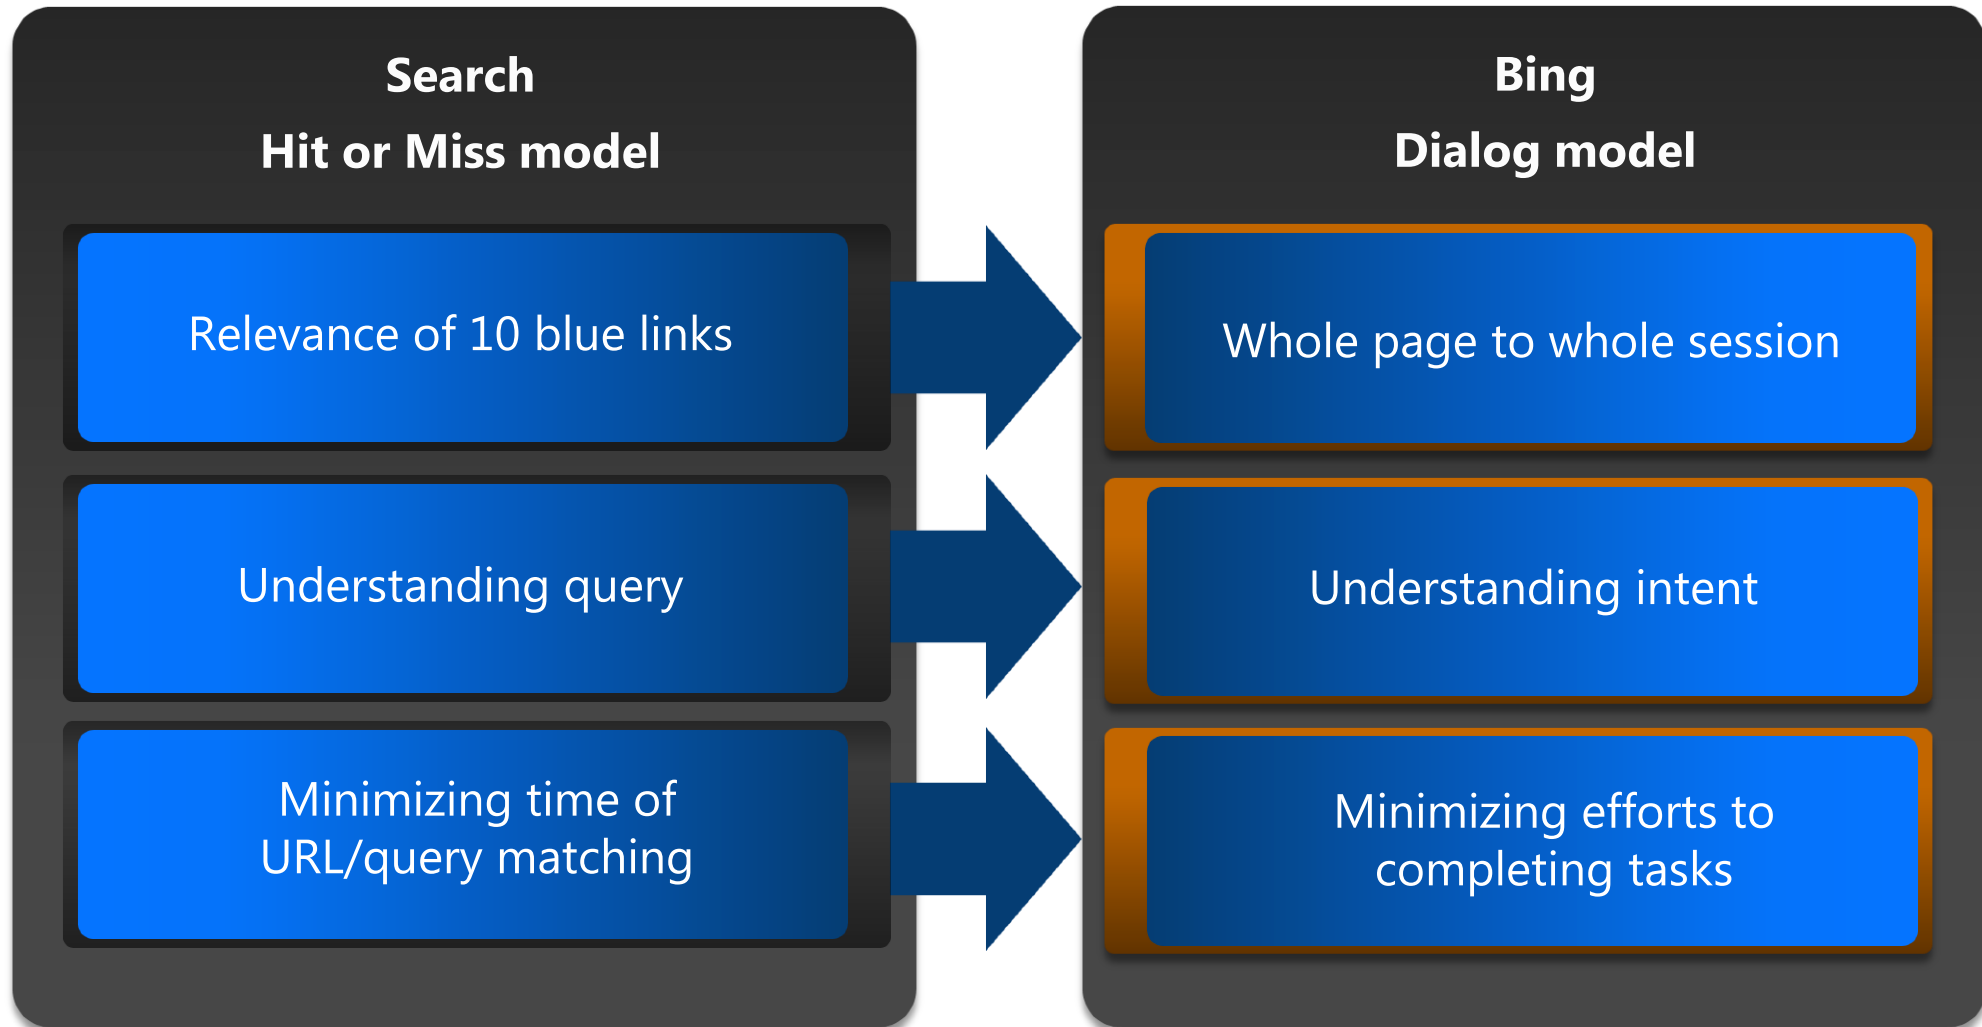 Search
Hit or Miss model
Relevance of 10 blue links
Understanding query
Minimizing time of
URL/query matching
Bing
Dialog model
Whole page to whole session
Understanding intent
Minimizing efforts to
completing tasks